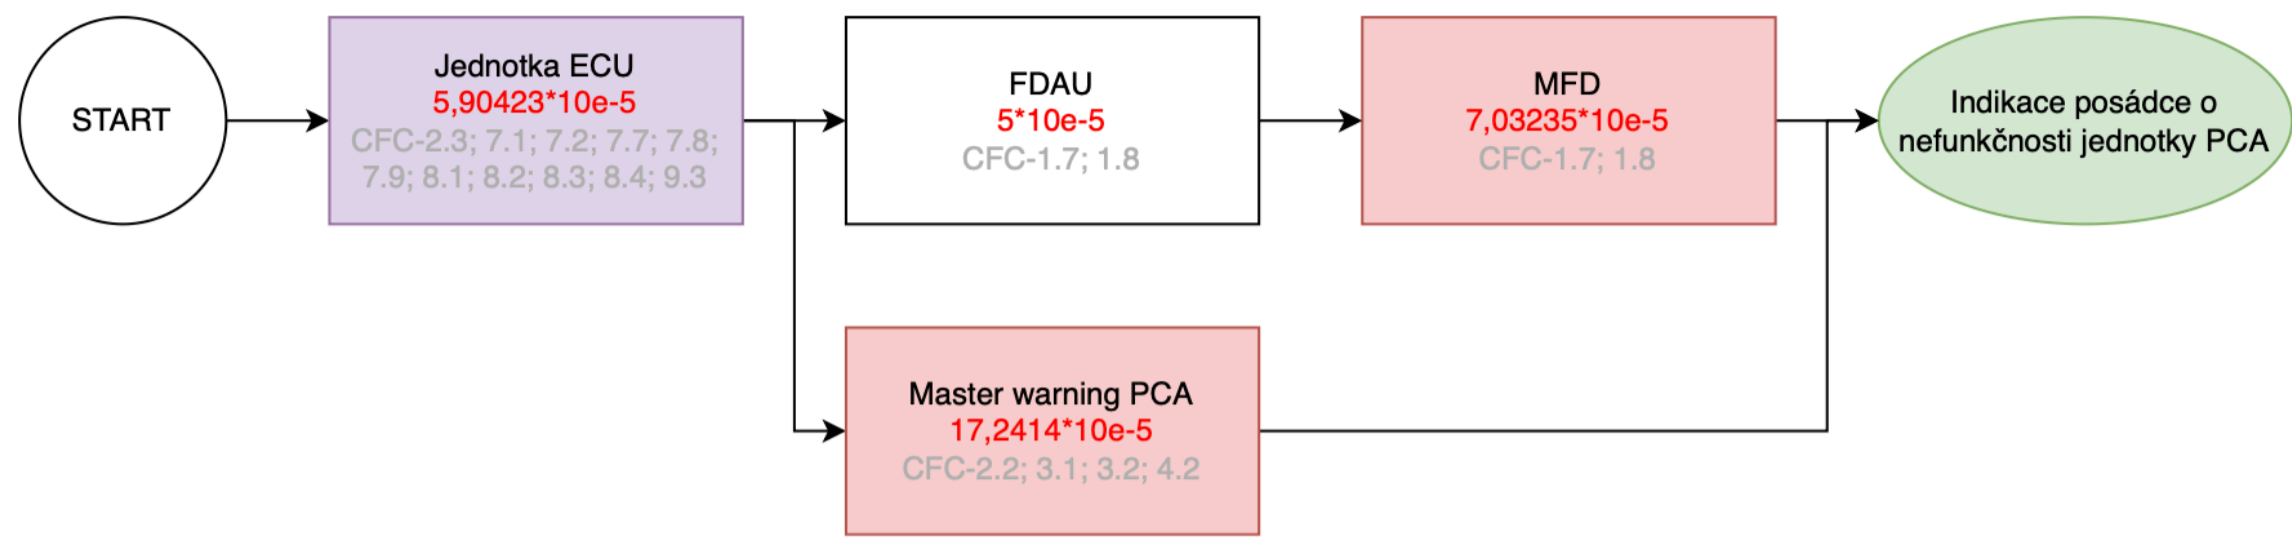 START
Jednotka ECU
5,90423*10e-5
CFC-2.3; 7.1; 7.2; 7.7; 7.8;
7.9; 8.1; 8.2; 8.3; 8.4; 9.3
FDAU
5*10e-5
CFC-1.7; 1.8
MFD
7,03235*10e-5
CFC-1.7; 1.8
Indikace posádce o
nefunkčnosti jednotky PCA
Master warning PCA
17,2414*10e-5
CFC-2.2; 3.1; 3.2; 4.2